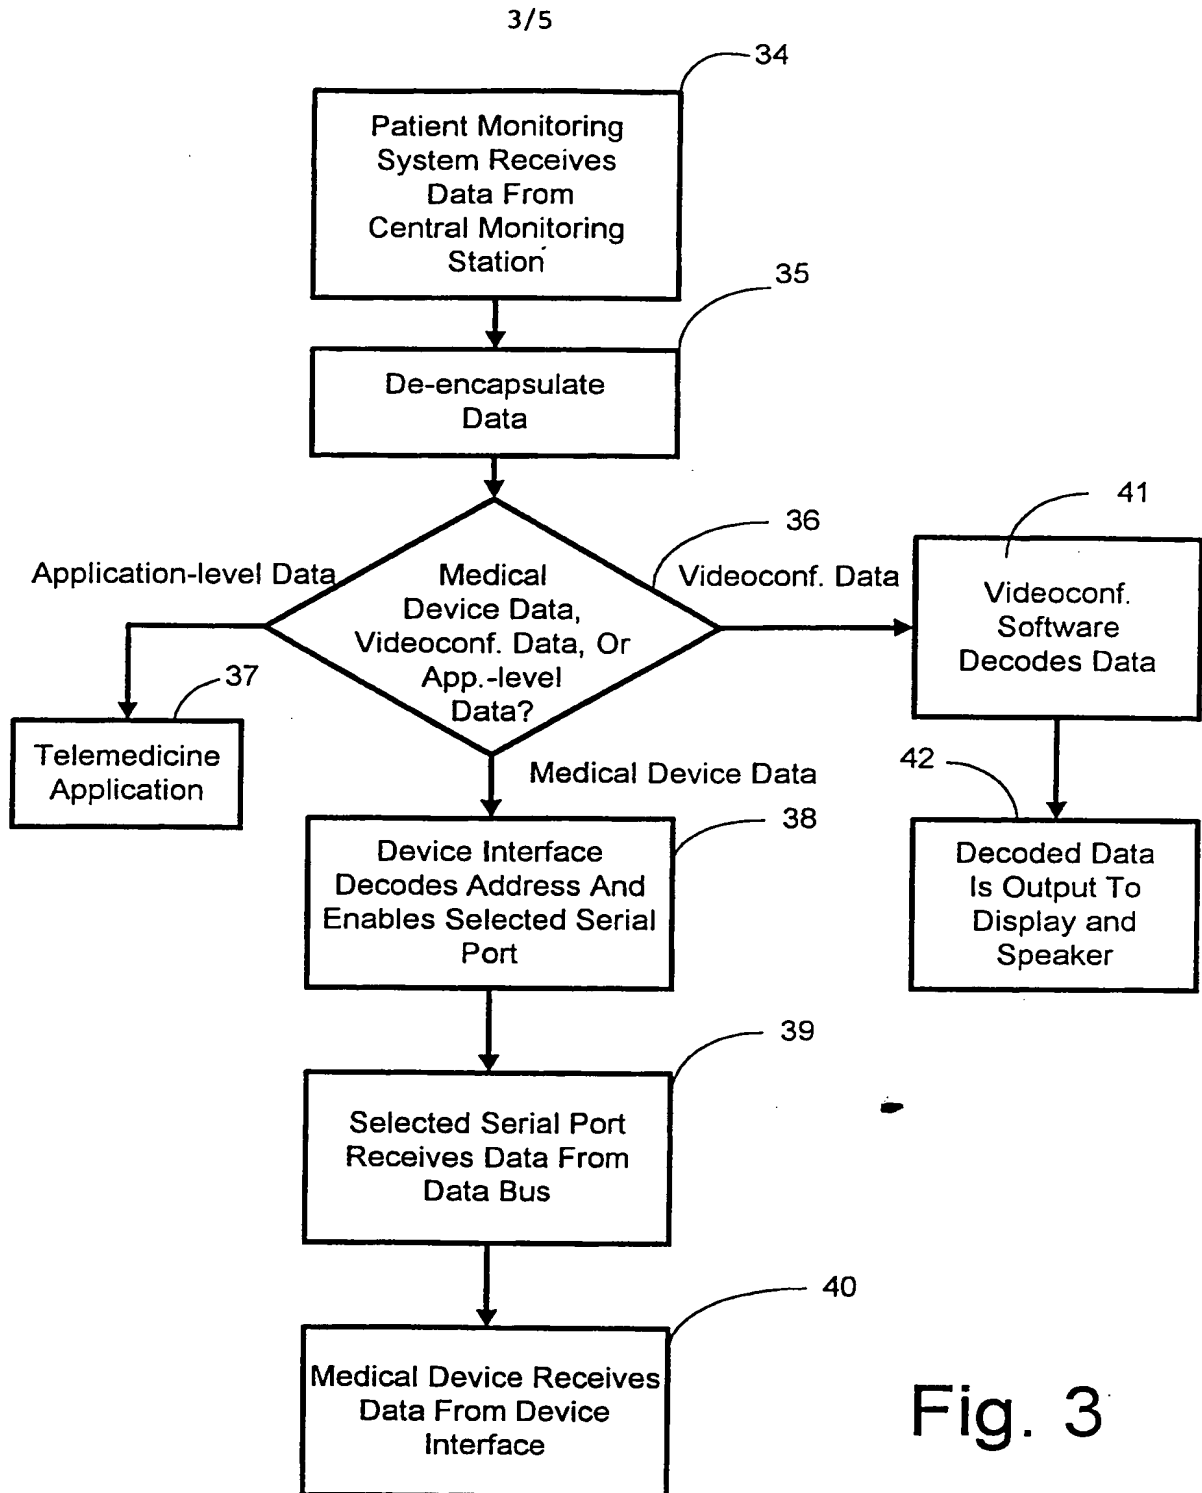 3/5
34
Patient Monitoring
System Receives
Data From
Central Monitoring
Station
35
De-encapsulate
Data
36
Medical
Device Data,
Videoconf. Data, Or
App.-level
Data?
Application-level Data
37
Telemedicine
Application
Videoconf. Data
41
Videoconf.
Software
Decodes Data
42
Decoded Data
Is Output To
Display and
Speaker
Medical Device Data
38
Device Interface
Decodes Address And
Enables Selected Serial
Port
39
Selected Serial Port
Receives Data From
Data Bus
40
Medical Device Receives
Data From Device
Interface
Fig. 3